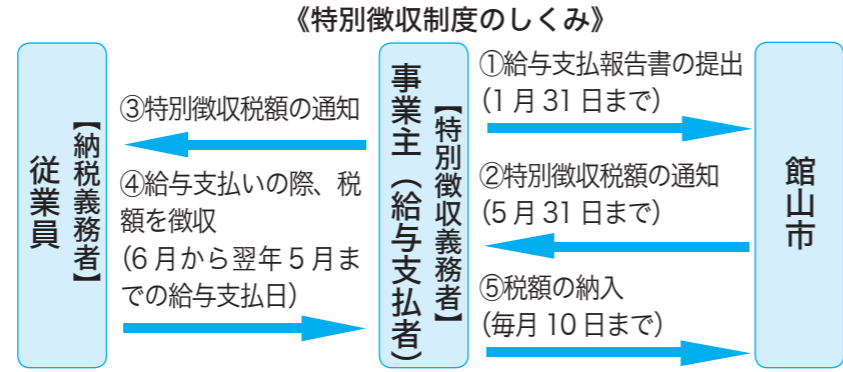 《特別徴収制度のしくみ》
従業員
【納税義務者】
③特別徴収税額の通知
④給与支払いの際、税
額を徴収
(6月から翌年5月ま
での給与支払日)
事業主(給与支払者)
【特別徴収義務者】
①給与支払報告書の提出
(1月31日まで)
②特別徴収税額の通知
(5月31日まで)
⑤税額の納入
(毎月10日まで)
館山市